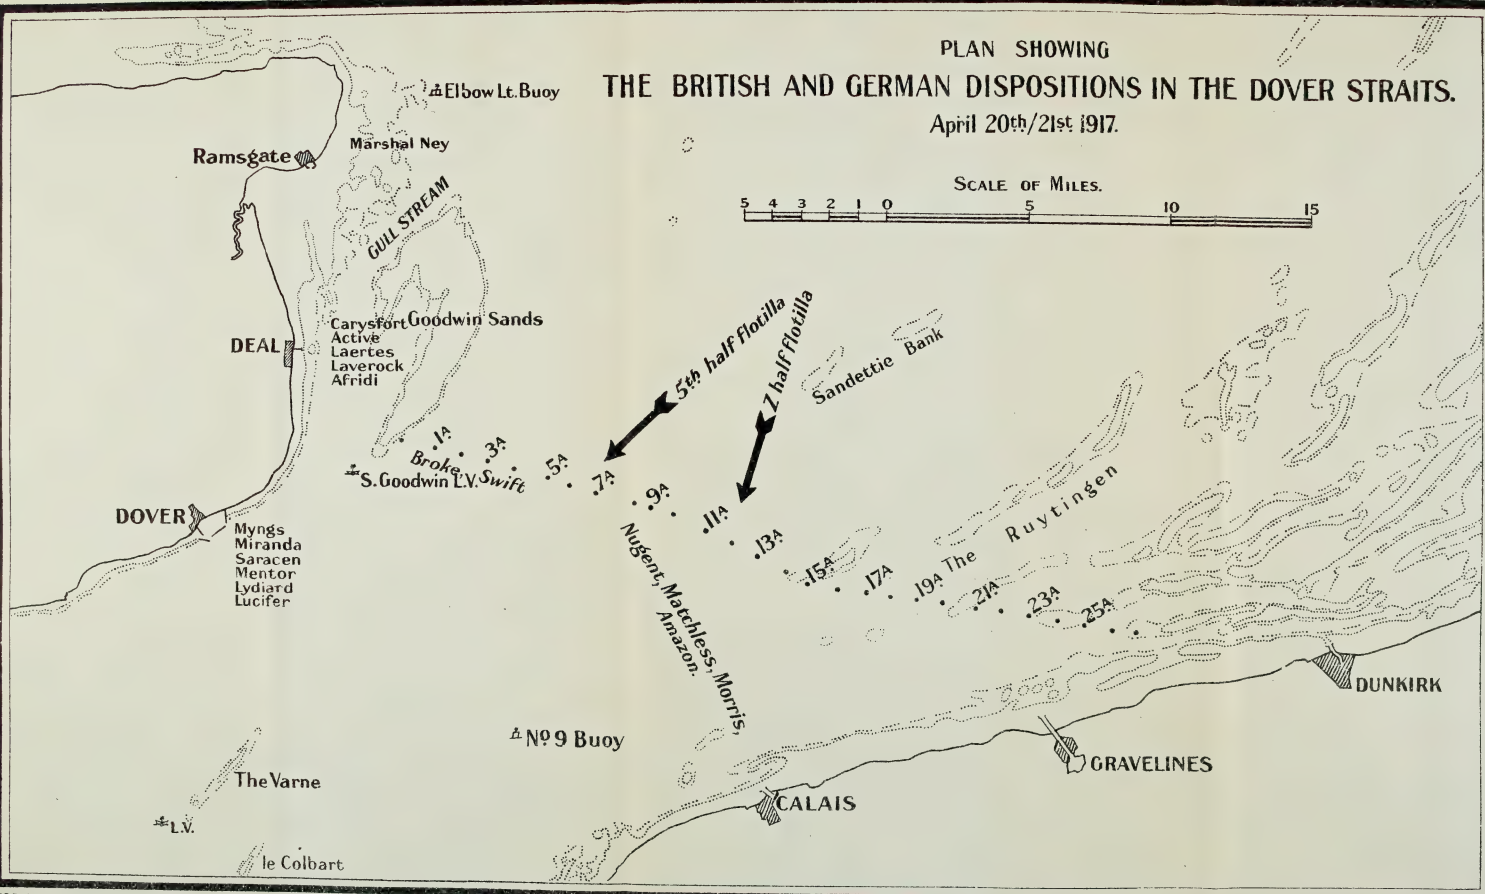 PLAN SHOWING
THE BRITISH AND GERMAN DISPOSITIONS IN THE DOVER STRAITS.
April 20th/21st 1917.
SCALE OF MILES.
5 4 3 2 1 0 5 10 15
Elbow Lt. Buoy
Marshal Ney
Ramsgate
GULL STREAM
Goodwin Sands
Carysfort
Active
Laertes
Laverock
Afridi
DEAL
5th half flotilla
Z half flotilla
Sandettie Bank
1A
3A
5A
7A
9A
11A
13A
15A
17A
19A
21A
23A
25A
Broke, Swift
S. Goodwin L.V.
DOVER
Myngs
Miranda
Saracen
Mentor
Lydiard
Lucifer
Nugent, Matchless, Morris,
Amazon.
The Ruytingen
DUNKIRK
No 9 Buoy
GRAVELINES
The Varne
CALAIS
L.V.
le Colbart